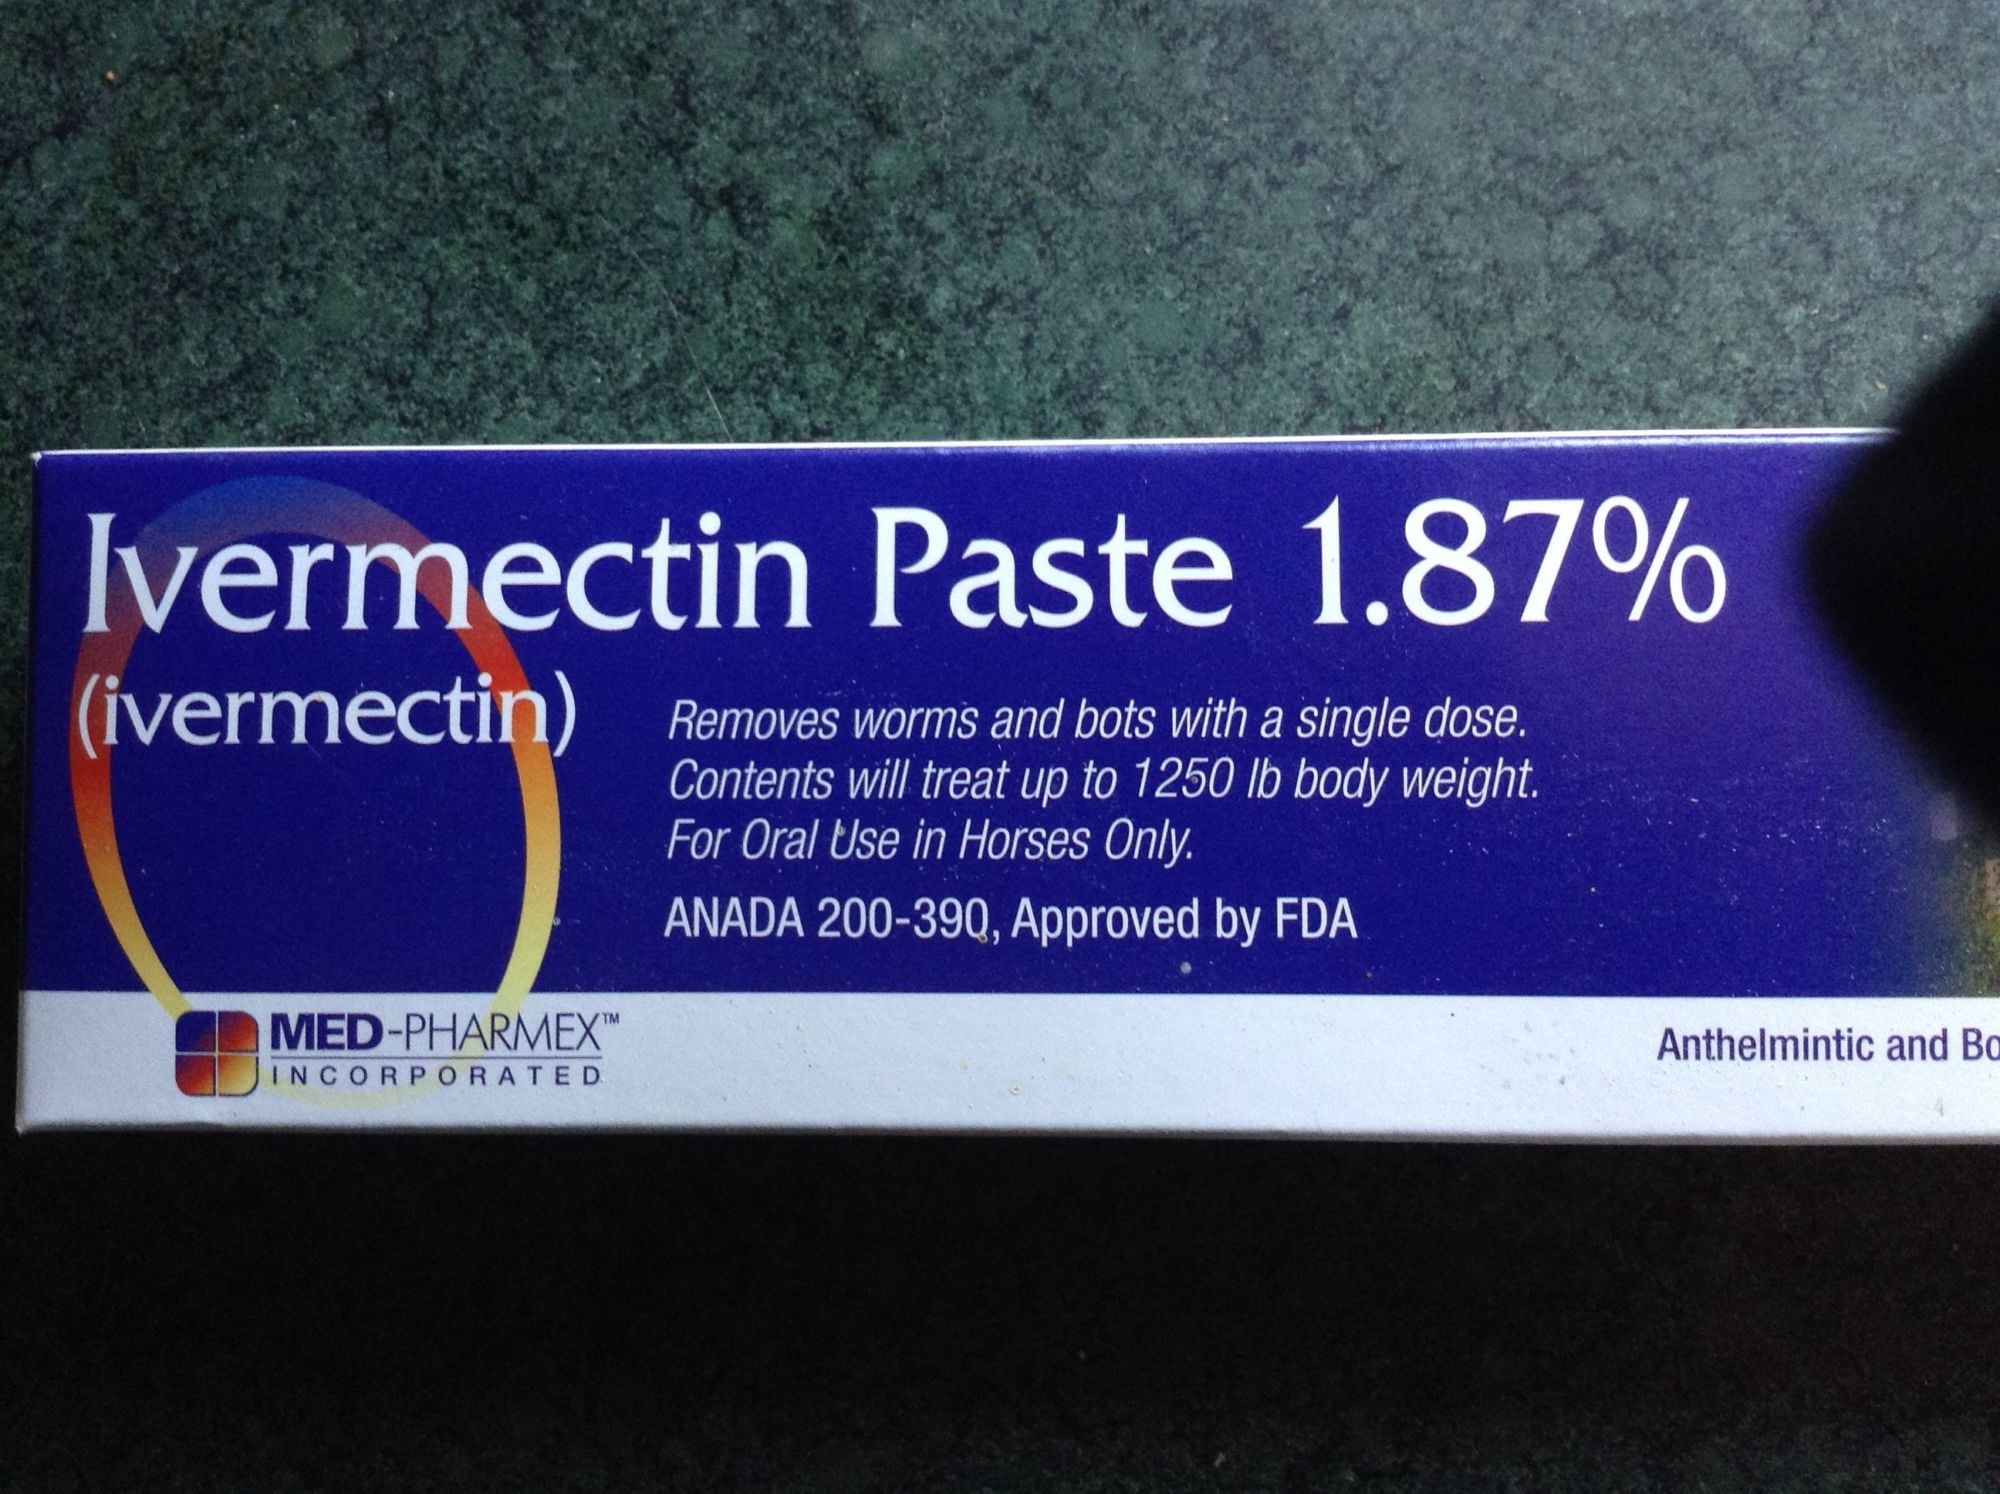 Ivermectin Paste 1.87%
(ivermectin)
Removes worms and bots with a single dose.
Contents will treat up to 1250 lb body weight.
For Oral Use in Horses Only.
ANADA 200-390, Approved by FDA
MED-PHARMEX™
INCORPORATED
Anthelmintic and